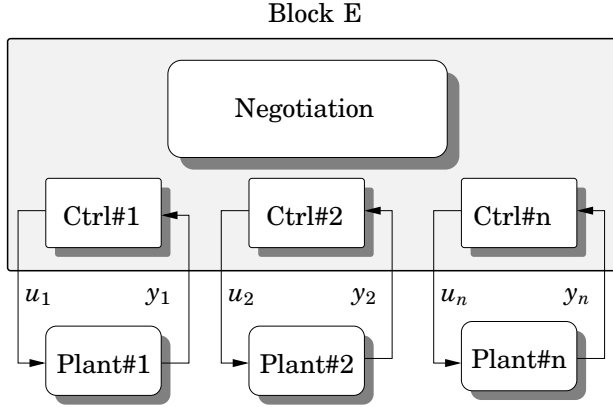 Block E
Negotiation
Ctrl#1 Ctrl#2 Ctrl#n
u1 y1 u2 y2 un yn
Plant#1 Plant#2 Plant#n